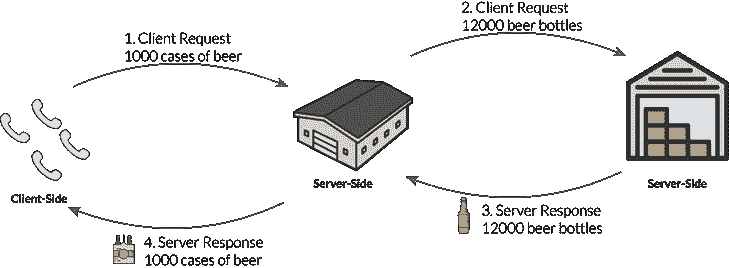 1. Client Request
1000 cases of beer
2. Client Request
12000 beer bottles
Client-Side
Server-Side
Server-Side
3. Server Response
12000 beer bottles
4. Server Response
1000 cases of beer